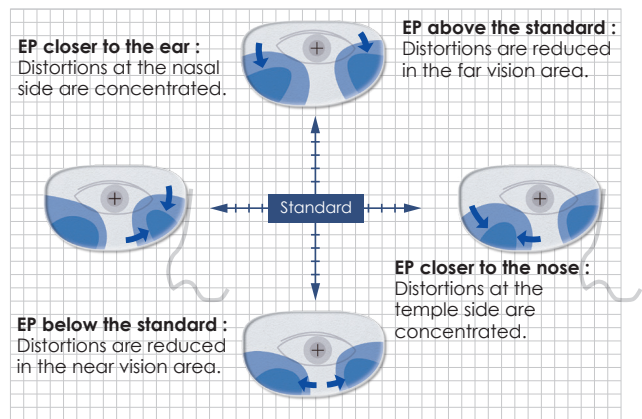 EP closer to the ear :
Distortions at the nasal
side are concentrated.
EP above the standard :
Distortions are reduced
in the far vision area.
Standard
EP closer to the nose :
Distortions at the
temple side are
concentrated.
EP below the standard :
Distortions are reduced
in the near vision area.